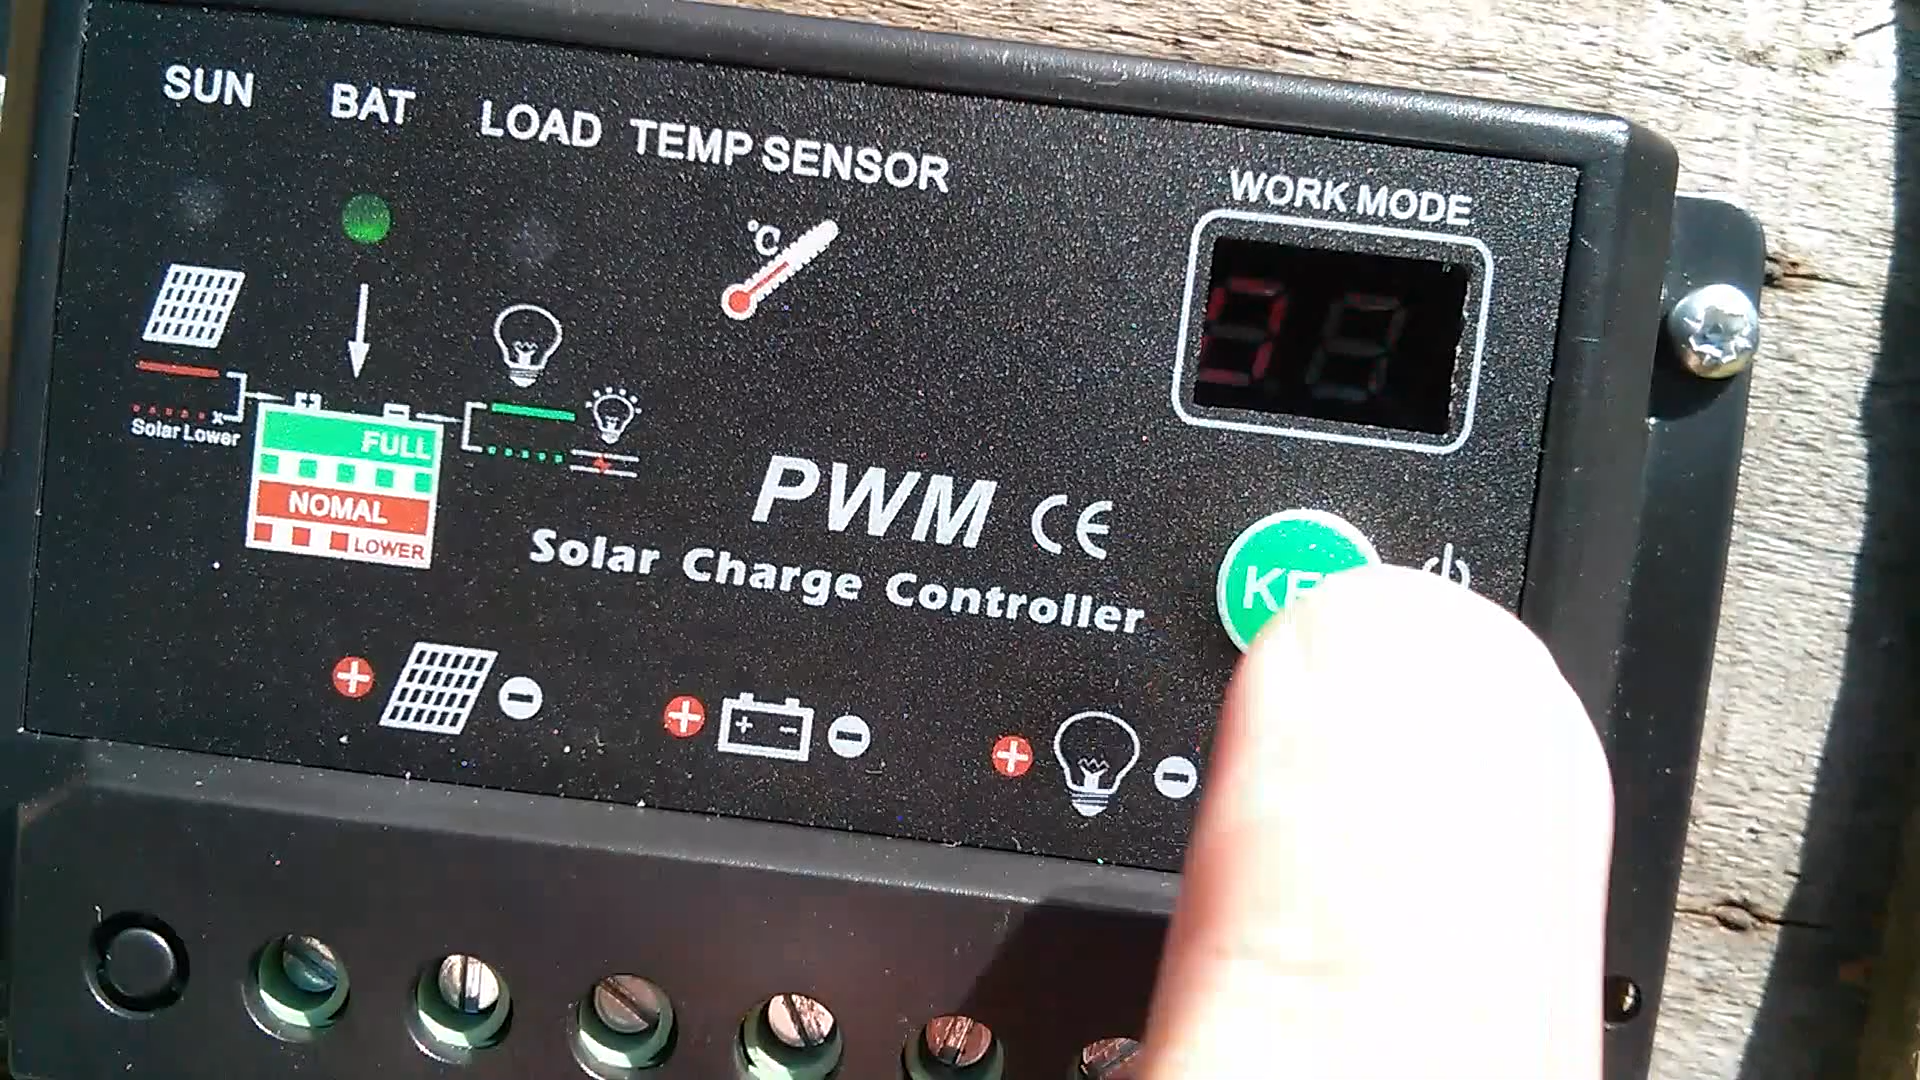 SUN BAT LOAD TEMP SENSOR
WORK MODE
°C
Solar Lower
FULL
NOMAL
LOWER
PWM CE
Solar Charge Controller